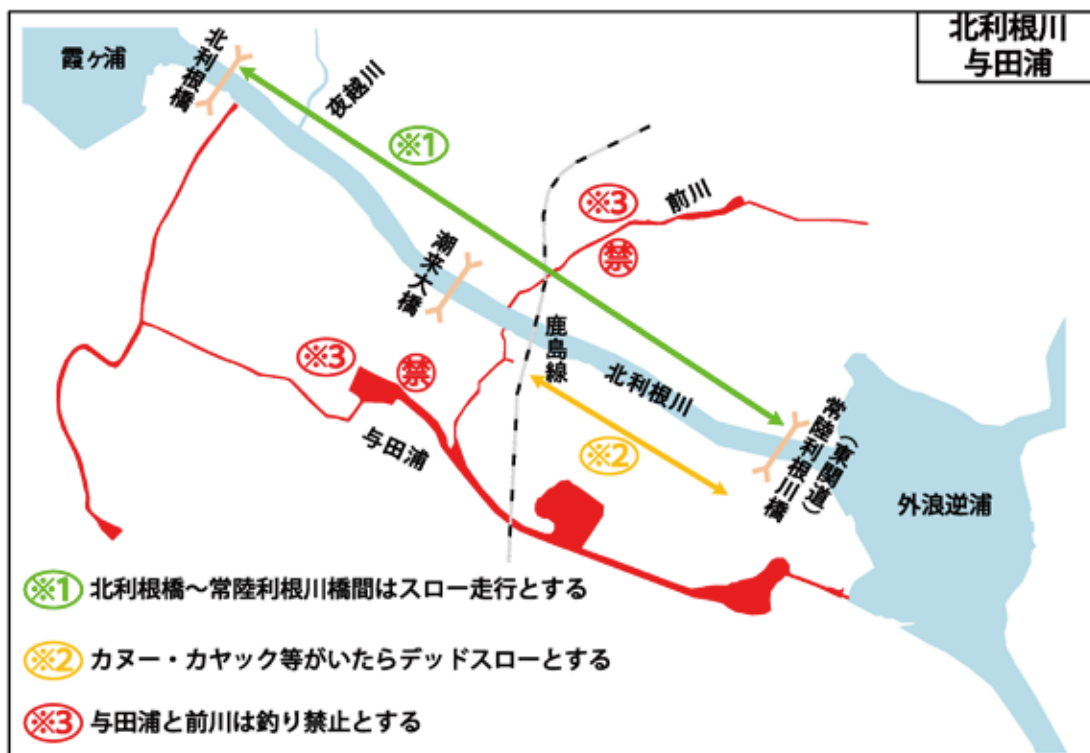 北利根川
与田浦
霞ヶ浦
北利根橋
夜越川
※1
※3
前川
禁
潮来大橋
鹿島線
※3
禁
北利根川
与田浦
※2
(東関道)
常陸利根川橋
外浪逆浦
※1 北利根橋～常陸利根川橋間はスロー走行とする
※2 カヌー・カヤック等がいたらデッドスローとする
※3 与田浦と前川は釣り禁止とする